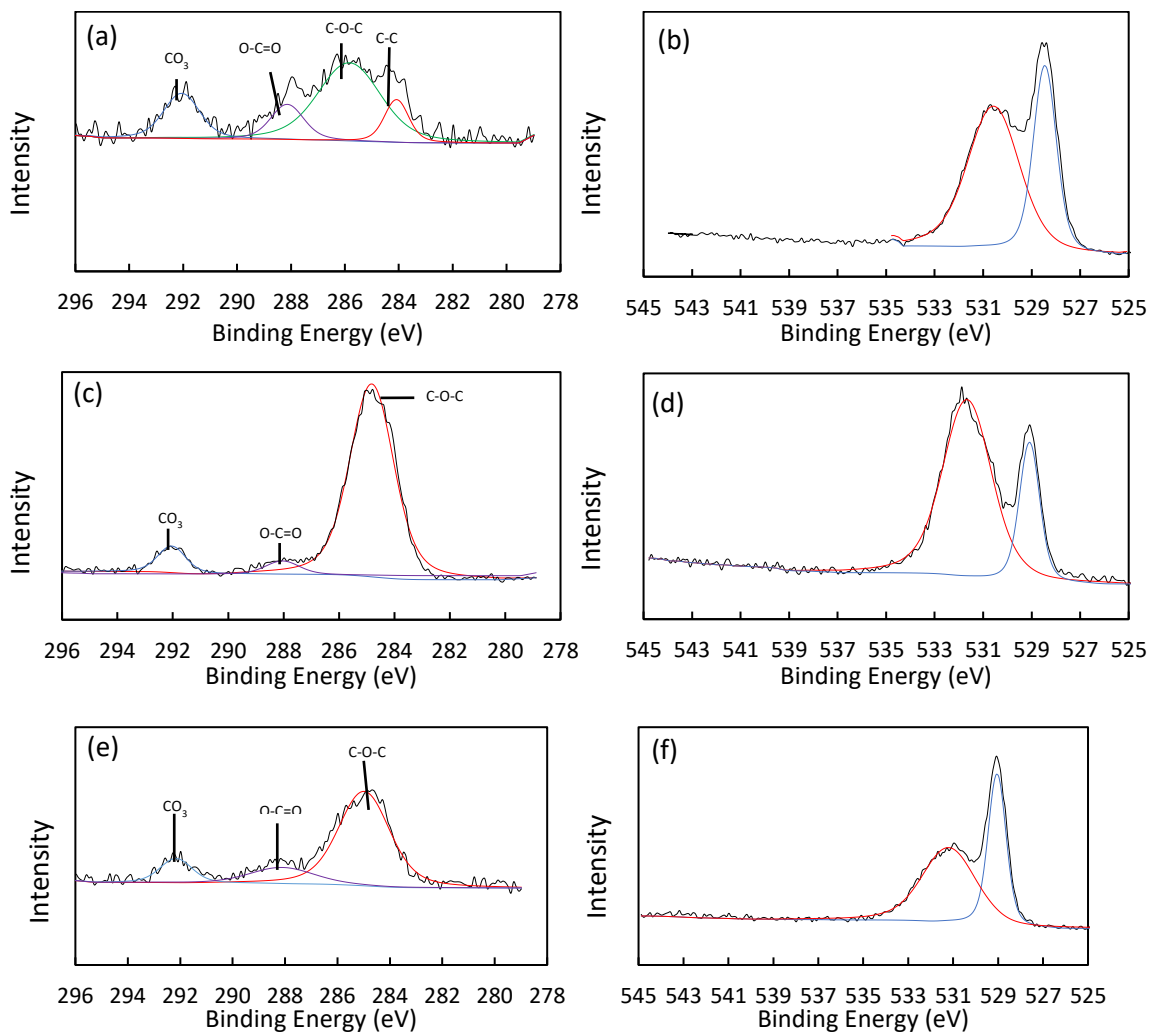 (a)
CO3
O-C=O
C-O-C
C-C
Intensity
296 294 292 290 288 286 284 282 280 278
Binding Energy (eV)
(b)
Intensity
545 543 541 539 537 535 533 531 529 527 525
Binding Energy (eV)
(c)
CO3
O-C=O
C-O-C
Intensity
296 294 292 290 288 286 284 282 280 278
Binding Energy (eV)
(d)
Intensity
545 543 541 539 537 535 533 531 529 527 525
Binding Energy (eV)
(e)
CO3
O-C=O
C-O-C
Intensity
296 294 292 290 288 286 284 282 280 278
Binding Energy (eV)
(f)
Intensity
545 543 541 539 537 535 533 531 529 527 525
Binding Energy (eV)